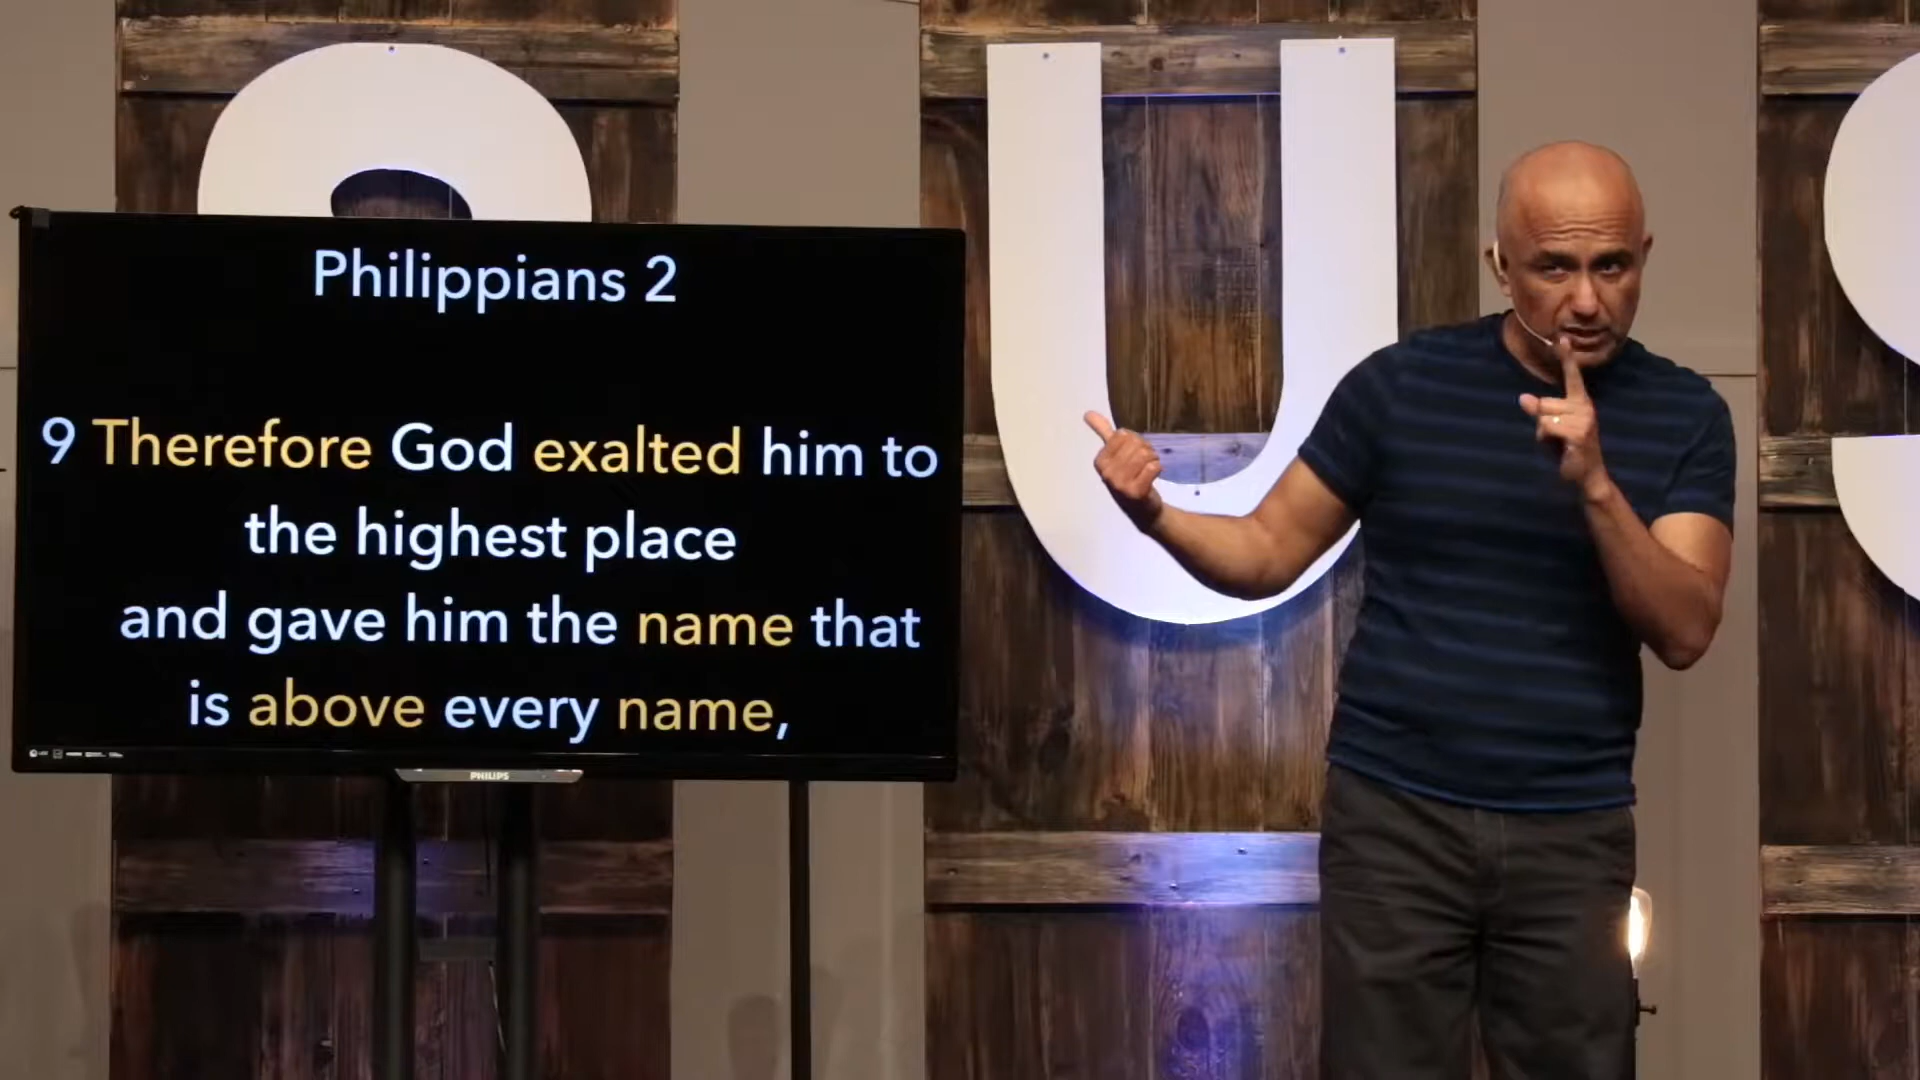 Philippians 2
9 Therefore God exalted him to
the highest place
and gave him the name that
is above every name,
PHILIPS
U